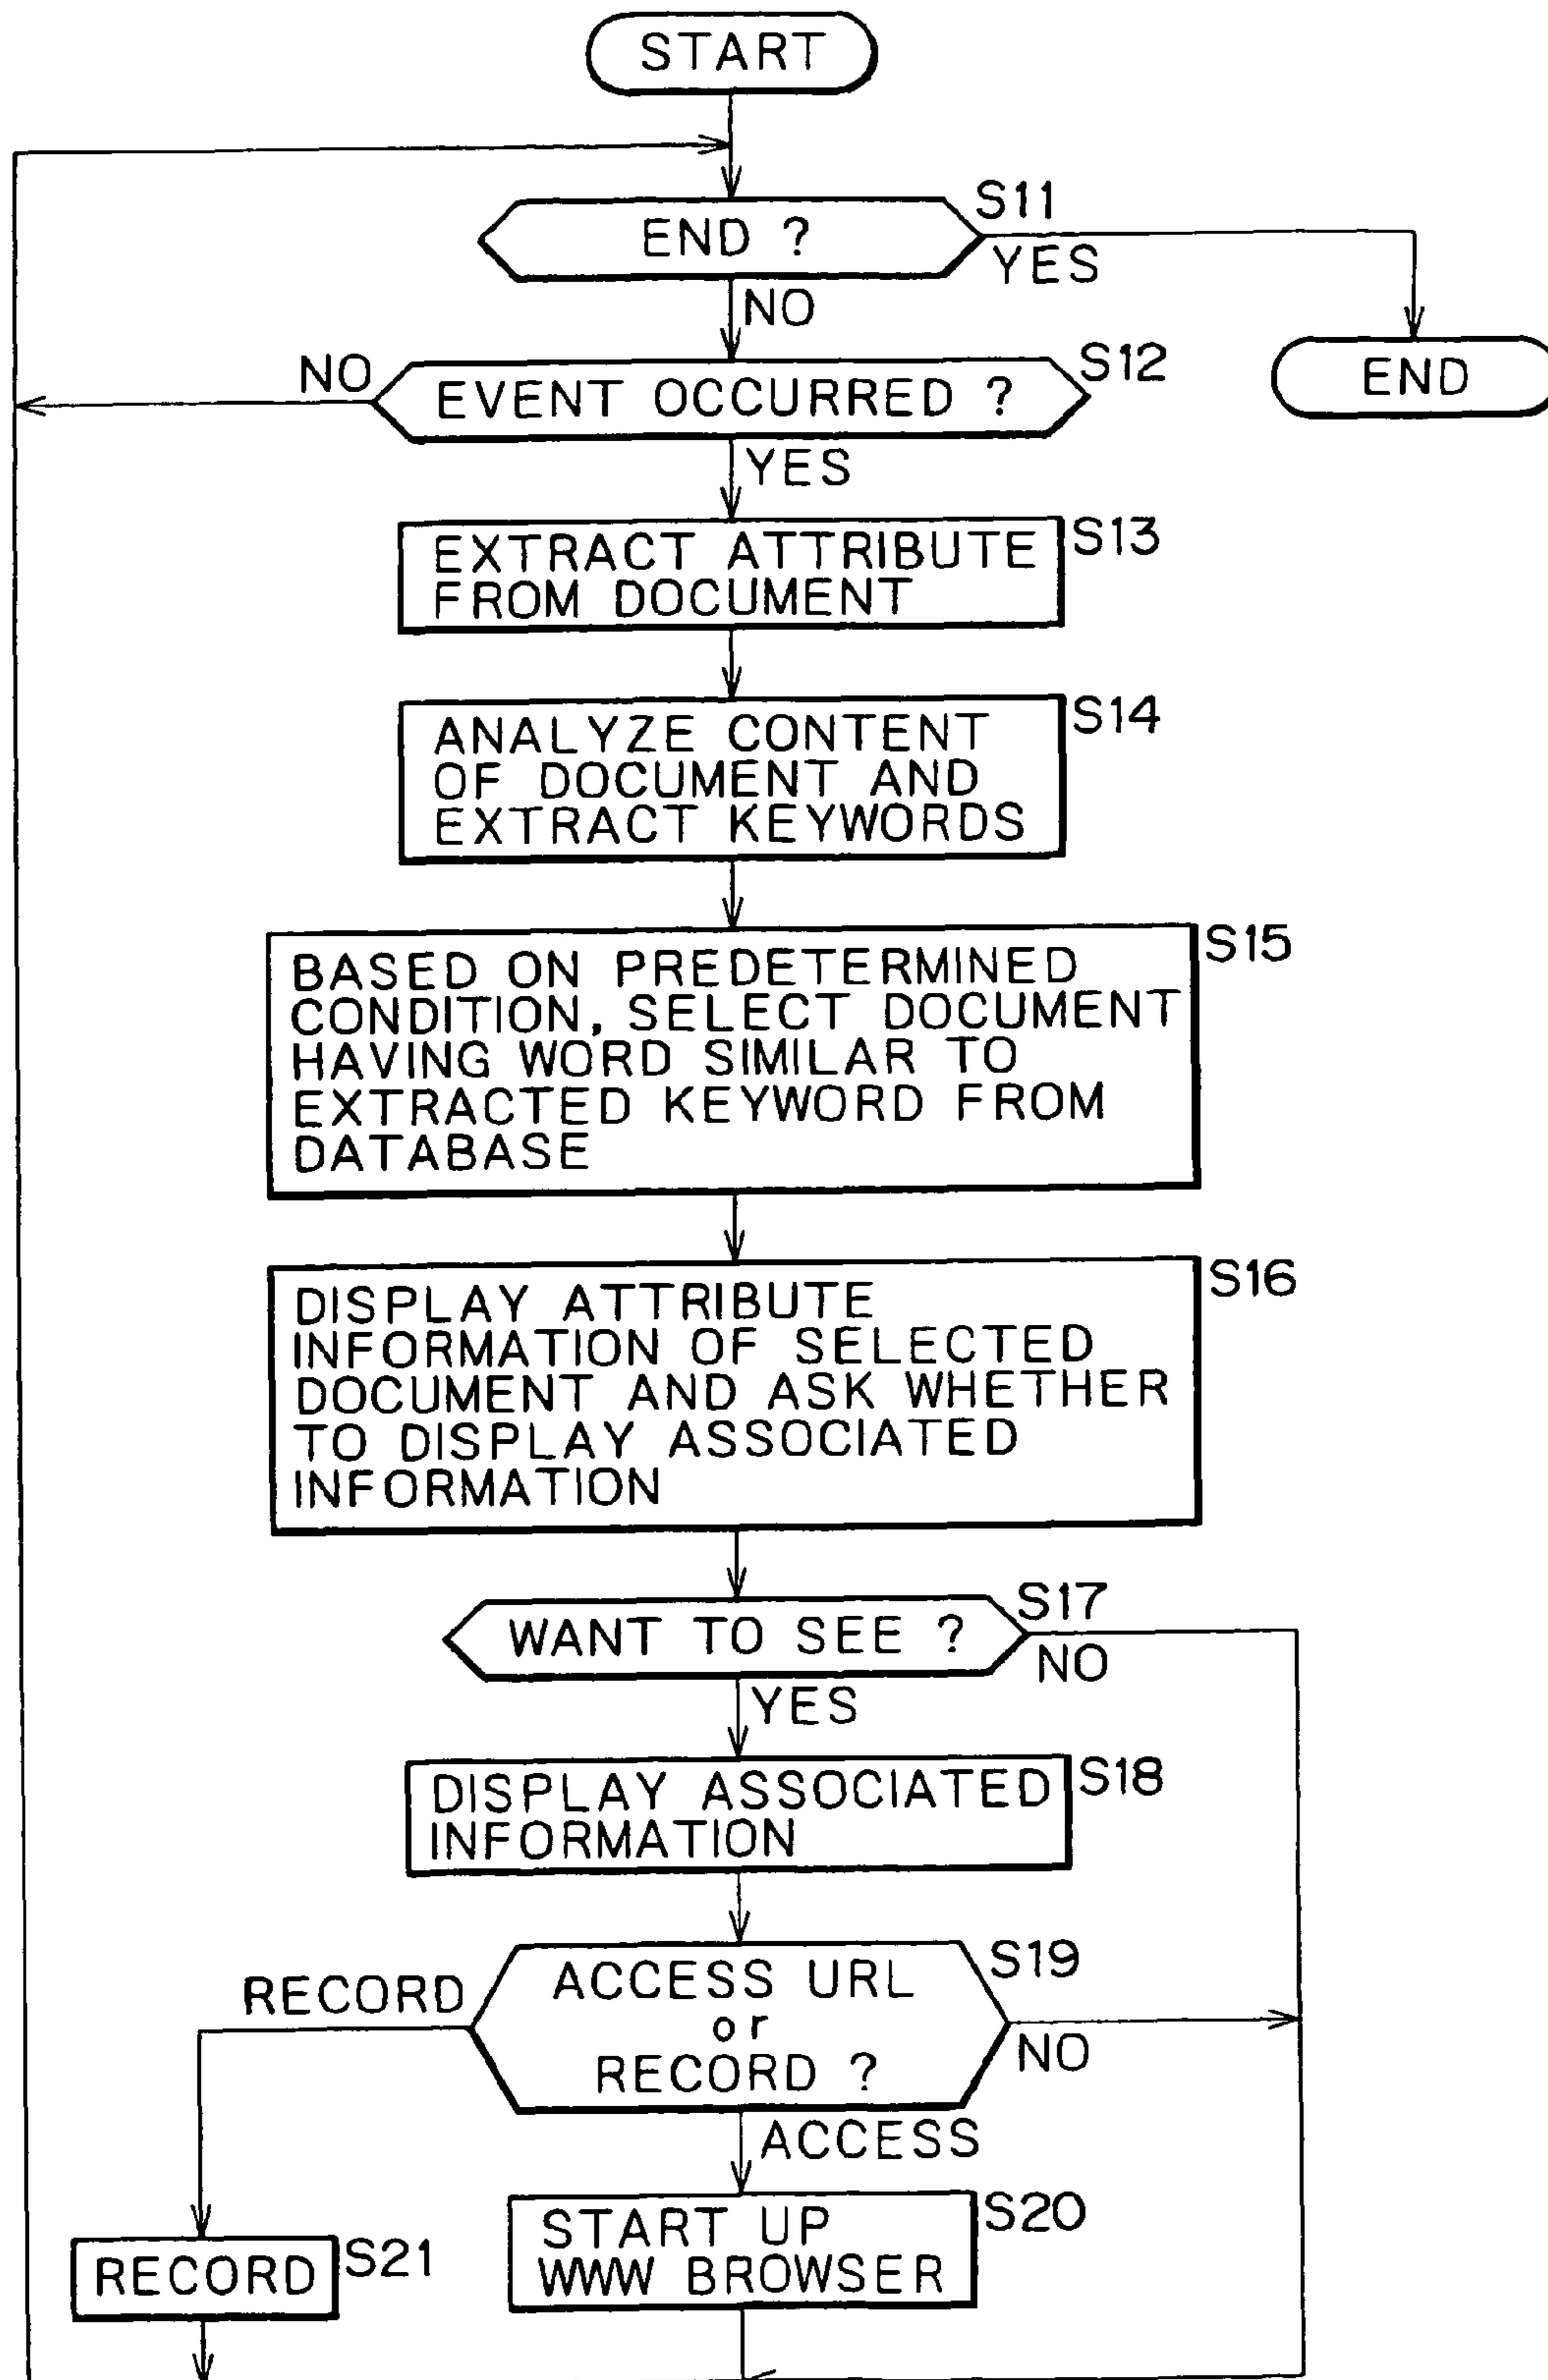 START
S11
END ?
YES
NO
END
S12
NO
EVENT OCCURRED ?
YES
S13
EXTRACT ATTRIBUTE
FROM DOCUMENT
S14
ANALYZE CONTENT
OF DOCUMENT AND
EXTRACT KEYWORDS
S15
BASED ON PREDETERMINED
CONDITION, SELECT DOCUMENT
HAVING WORD SIMILAR TO
EXTRACTED KEYWORD FROM
DATABASE
S16
DISPLAY ATTRIBUTE
INFORMATION OF SELECTED
DOCUMENT AND ASK WHETHER
TO DISPLAY ASSOCIATED
INFORMATION
S17
WANT TO SEE ?
NO
YES
S18
DISPLAY ASSOCIATED
INFORMATION
S19
RECORD
ACCESS URL
or
RECORD ?
NO
ACCESS
S20
START UP
WWW BROWSER
S21
RECORD